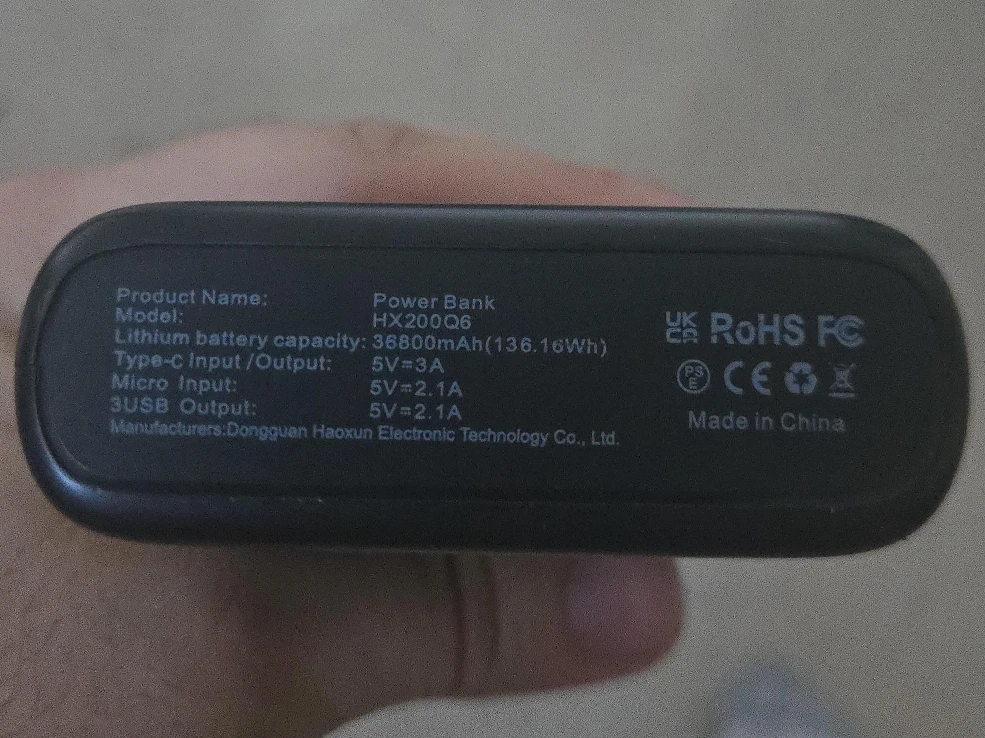 Product Name: Power Bank
Model: HX200Q6
Lithium battery capacity: 36800mAh(136.16Wh)
Type-c Input /Output: 5V=3A
Micro Input: 5V=2.1A
3USB Output: 5V=2.1A
Manufacturers:Dongguan Haoxun Electronic Technology Co., Ltd.
UK
CA
RoHS FC
PS
E
CE
Made in China